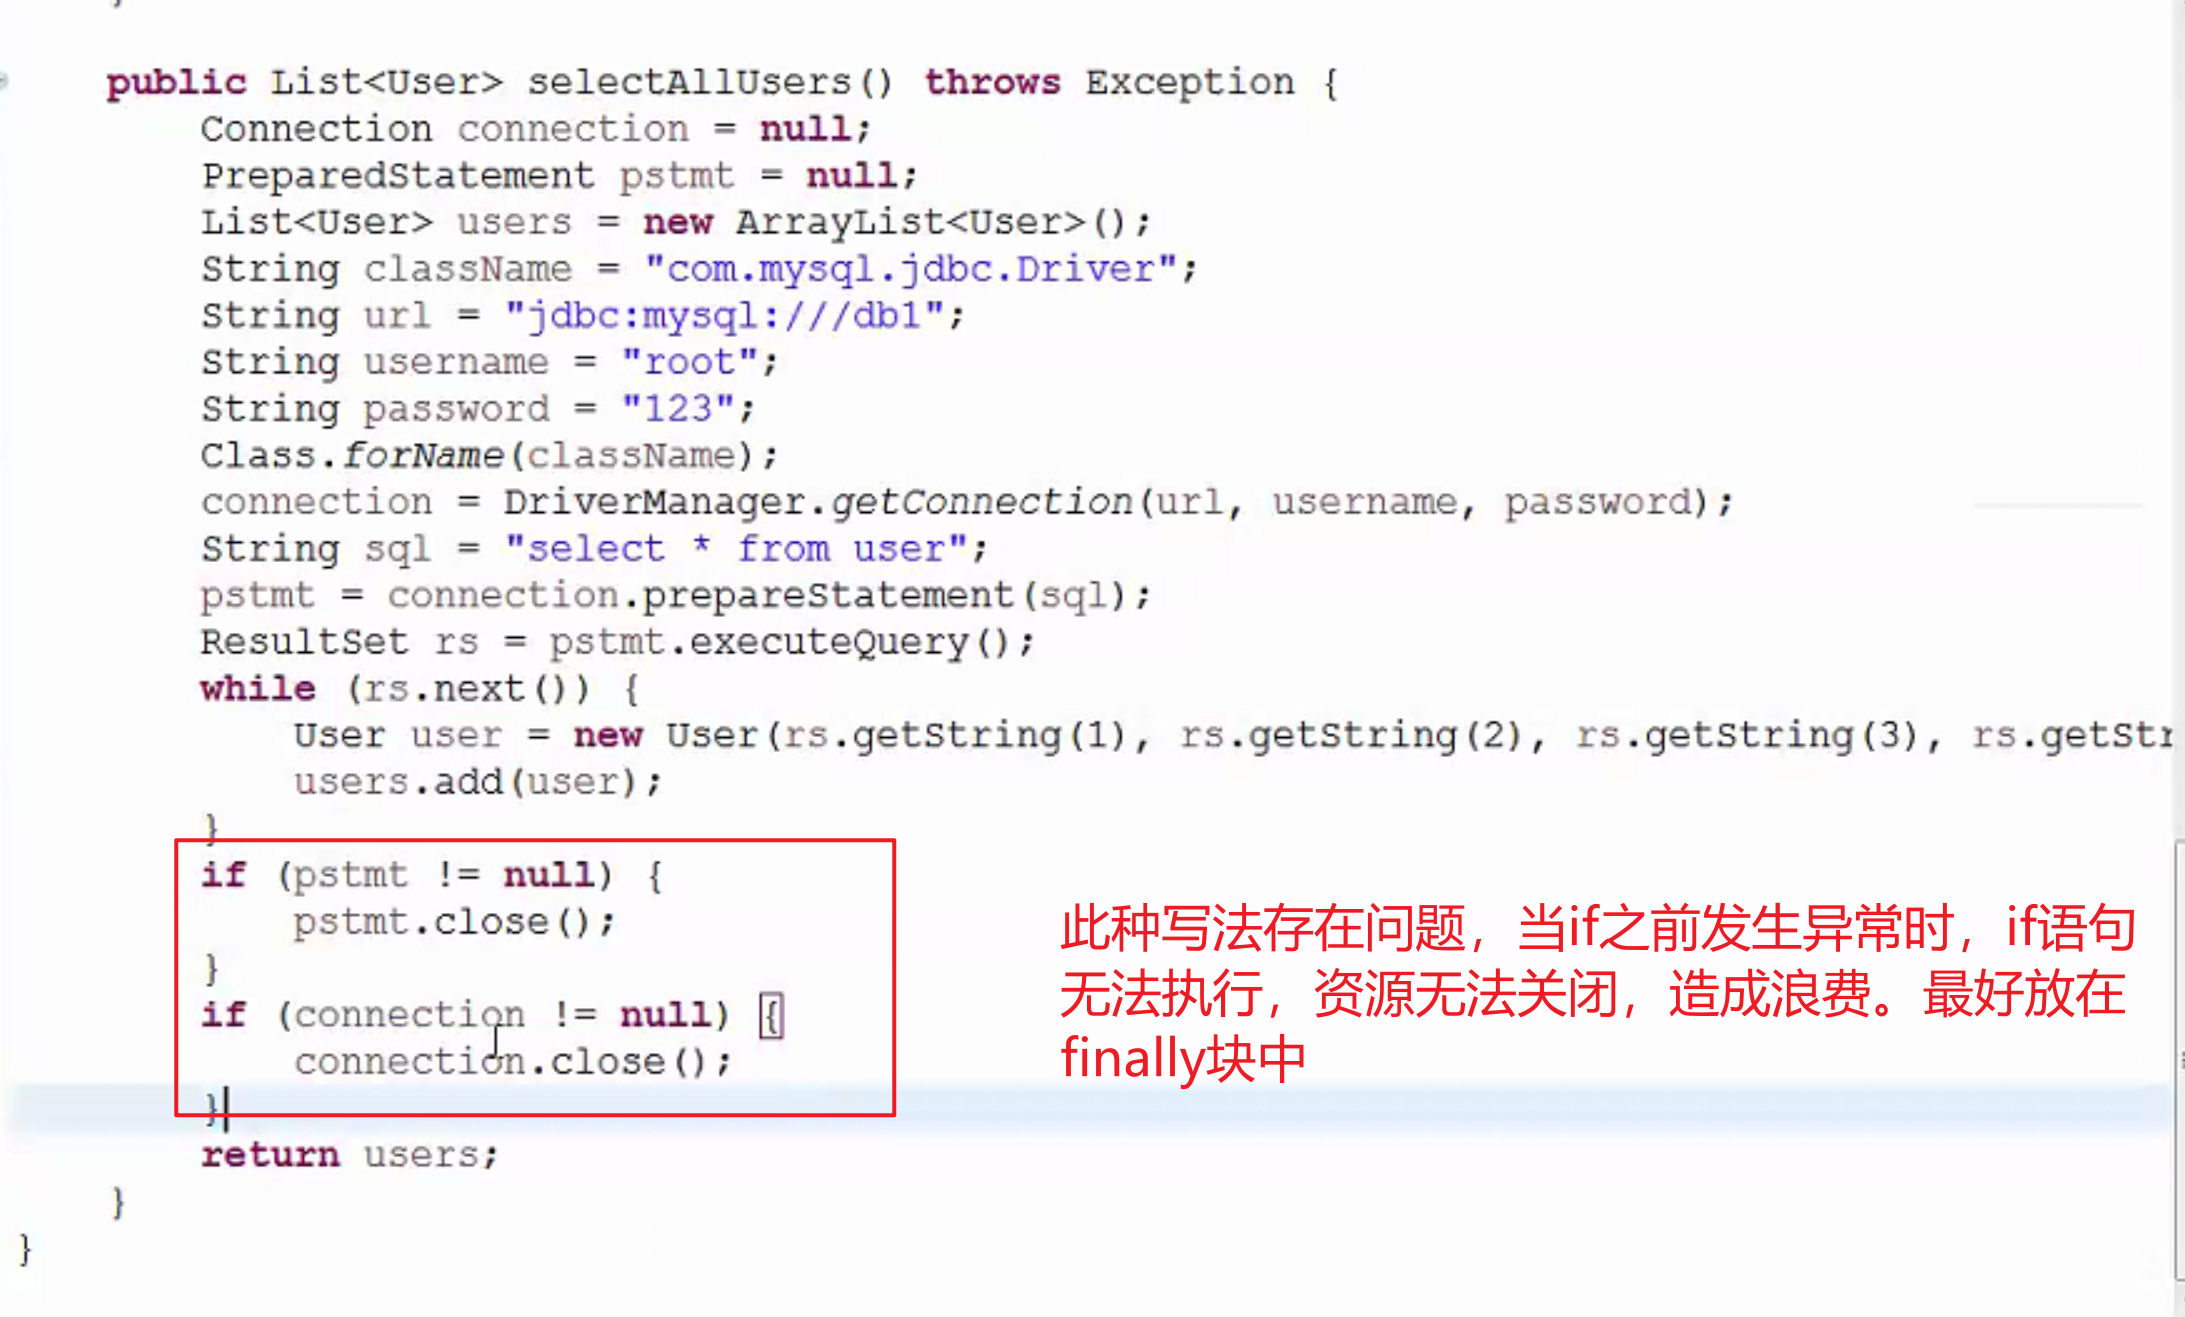 }
public List<User> selectAllUsers() throws Exception {
Connection connection = null;
PreparedStatement pstmt = null;
List<User> users = new ArrayList<User>();
String className = "com.mysql.jdbc.Driver";
String url = "jdbc:mysql:///db1";
String username = "root";
String password = "123";
Class.forName(className);
connection = DriverManager.getConnection(url, username, password);
String sql = "select * from user";
pstmt = connection.prepareStatement(sql);
ResultSet rs = pstmt.executeQuery();
while (rs.next()) {
User user = new User(rs.getString(1), rs.getString(2), rs.getString(3), rs.getStr
users.add(user);
}
if (pstmt != null) {
pstmt.close();
}
if (connection != null) {
connection.close();
}
return users;
}
}
此种写法存在问题，当if之前发生异常时，if语句
无法执行，资源无法关闭，造成浪费。最好放在
finally块中